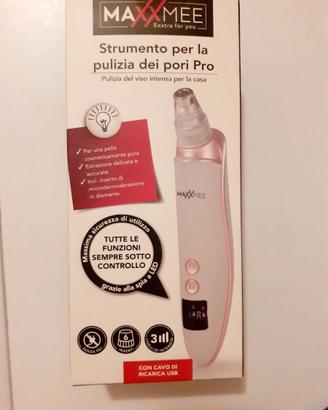 MAXXMEE
Exxtra for you
Strumento per la
pulizia dei pori Pro
Pulizia del viso intensa per la casa
✓ Per una pelle
cosmeticamente pura
✓ Estrazione delicata e
accurata
✓ Incl. inserto di
microdermoabrasione
in diamante
MAXXMEE
Massima sicurezza di utilizzo
TUTTE LE
FUNZIONI
SEMPRE SOTTO
CONTROLLO
grazie alla spia a LED
3
CON CAVO DI
RICARICA USB